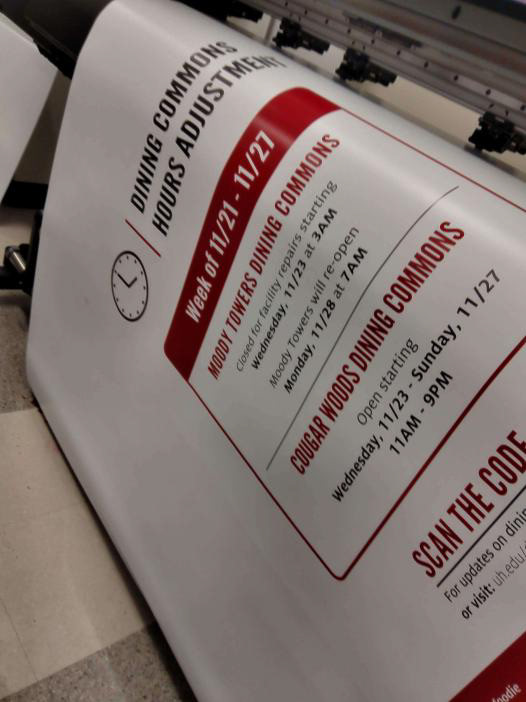 DINING COMMONS
HOURS ADJUSTMENT
Week of 11/21 - 11/27
MOODY TOWERS DINING COMMONS
Closed for facility repairs starting
Wednesday, 11/23 at 3AM
Moody Towers will re-open
Monday, 11/28 at 7AM
COUGAR WOODS DINING COMMONS
Open starting
Wednesday, 11/23 - Sunday, 11/27
11AM - 9PM
SCAN THE CODE
For updates on
or visit: uh.edu/